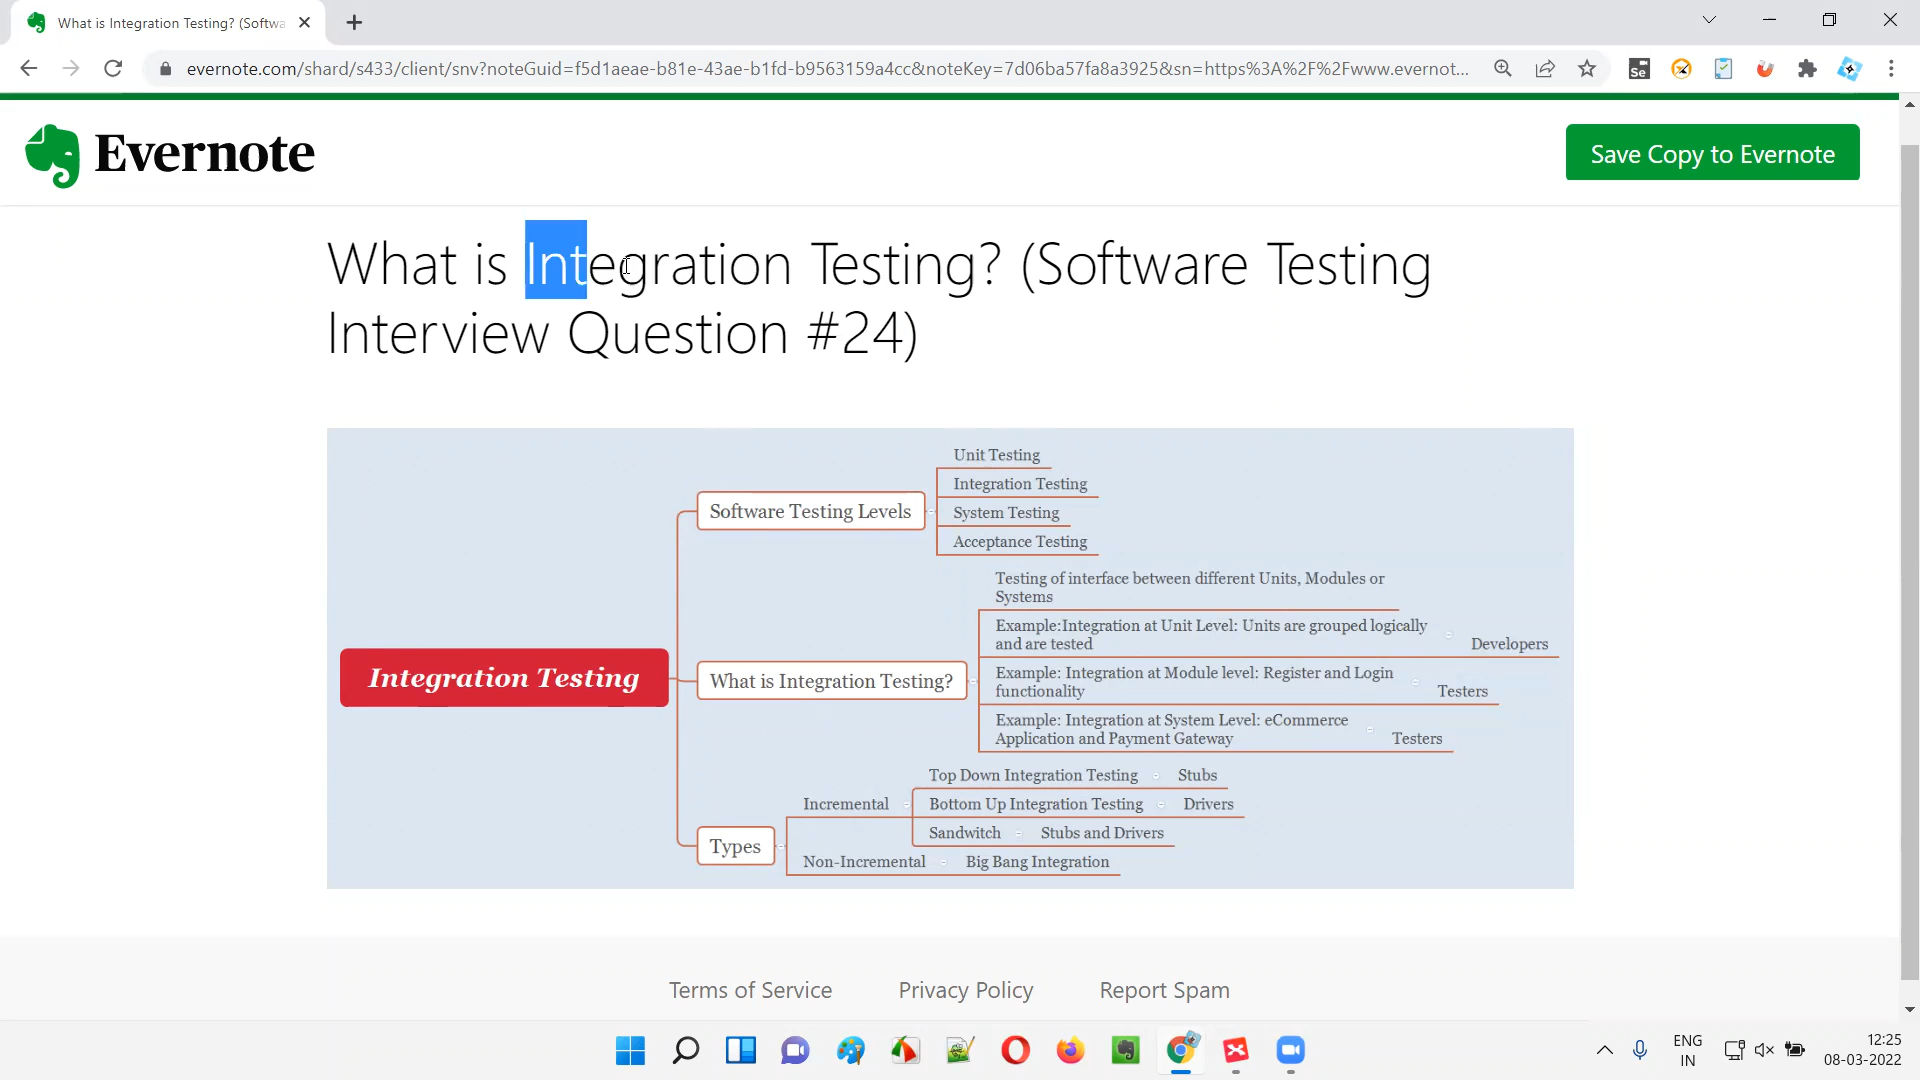 What is Integration Testing? (Softwa
evernote.com/shard/s433/client/snv?noteGuid=f5d1aeae-b81e-43ae-b1fd-b9563159a4cc&noteKey=7d06ba57fa8a3925&sn=https%3A%2F%2Fwww.evernot...
Se
Evernote
Save Copy to Evernote
What is Integration Testing? (Software Testing
Interview Question #24)
Integration Testing
Software Testing Levels
Unit Testing
Integration Testing
System Testing
Acceptance Testing
What is Integration Testing?
Testing of interface between different Units, Modules or
Systems
Example:Integration at Unit Level: Units are grouped logically
and are tested
Developers
Example: Integration at Module level: Register and Login
functionality
Testers
Example: Integration at System Level: eCommerce
Application and Payment Gateway
Testers
Types
Incremental
Top Down Integration Testing
Stubs
Bottom Up Integration Testing
Drivers
Sandwitch
Stubs and Drivers
Non-Incremental
Big Bang Integration
Terms of Service
Privacy Policy
Report Spam
ENG
IN
12:25
08-03-2022